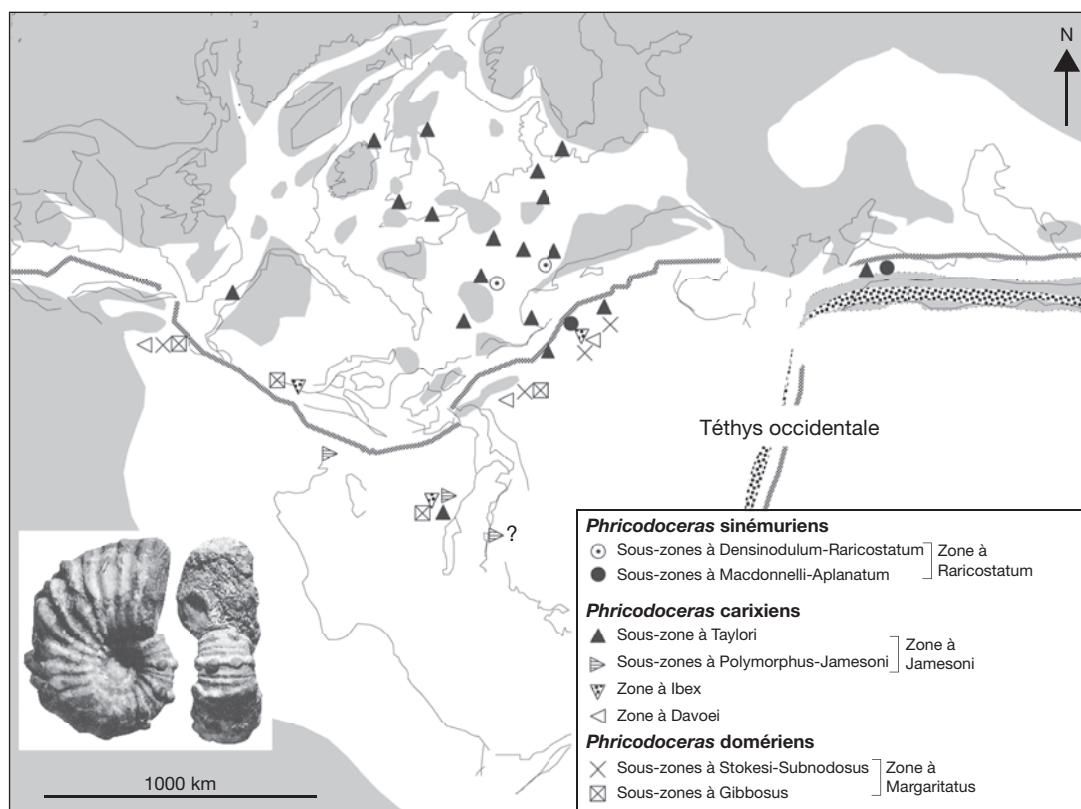 N
Téthys occidentale
?
1000 km
Phricodoceras sinémuriens
Sous-zones à Densinodulum-Raricostatum
Sous-zones à Macdonnelli-Aplanatum
Zone à
Raricostatum
Phricodoceras carixiens
Sous-zone à Taylori
Sous-zones à Polymorphus-Jamesoni
Zone à
Jamesoni
Zone à Ibex
Zone à Davoei
Phricodoceras domériens
Sous-zones à Stokesi-Subnodosus
Sous-zones à Gibbosus
Zone à
Margaritatus